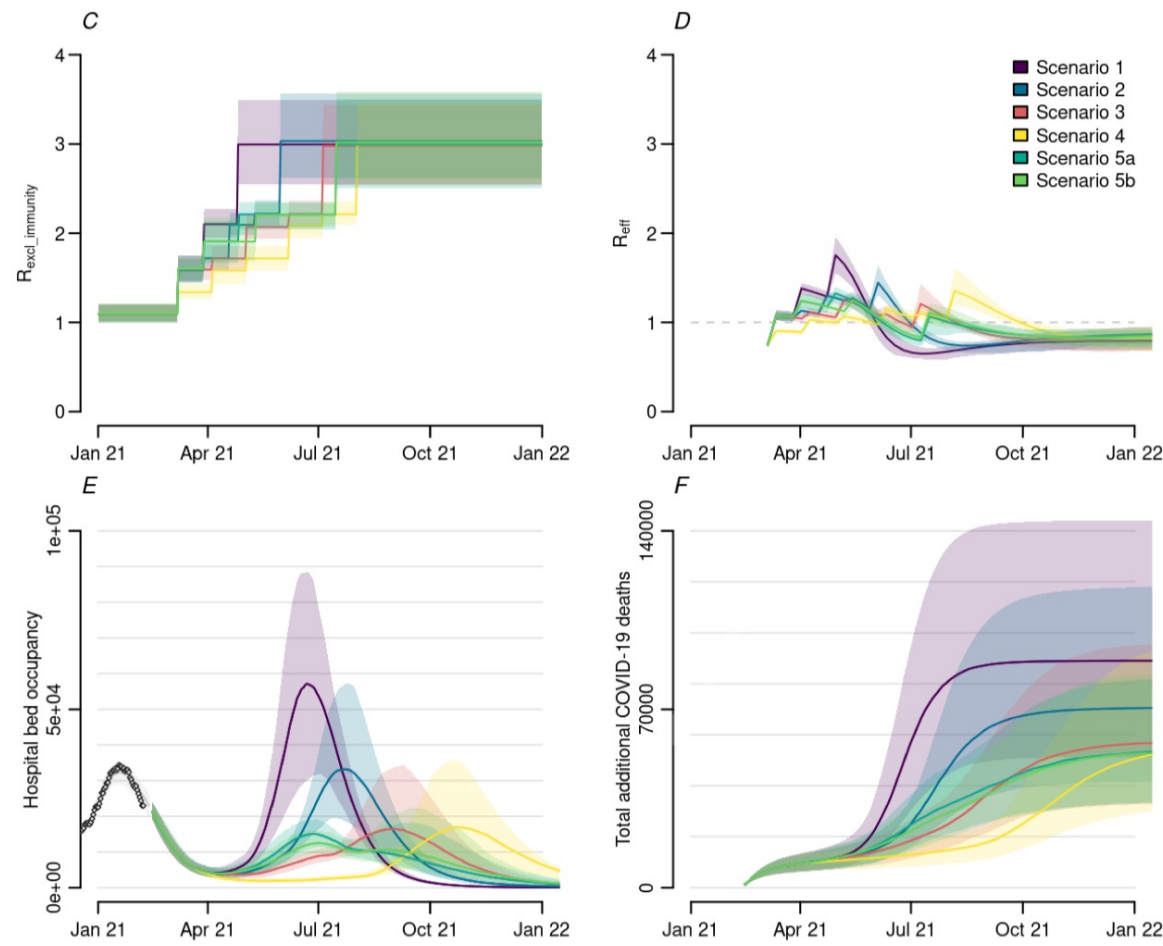 C
R excl_immunity
4
3
2
1
0
Jan 21 Apr 21 Jul 21 Oct 21 Jan 22
D
R eff
4
3
2
1
0
Scenario 1
Scenario 2
Scenario 3
Scenario 4
Scenario 5a
Scenario 5b
Jan 21 Apr 21 Jul 21 Oct 21 Jan 22
E
Hospital bed occupancy
1e+05
5e+04
0e+00
Jan 21 Apr 21 Jul 21 Oct 21 Jan 22
F
Total additional COVID-19 deaths
140000
70000
0
Jan 21 Apr 21 Jul 21 Oct 21 Jan 22